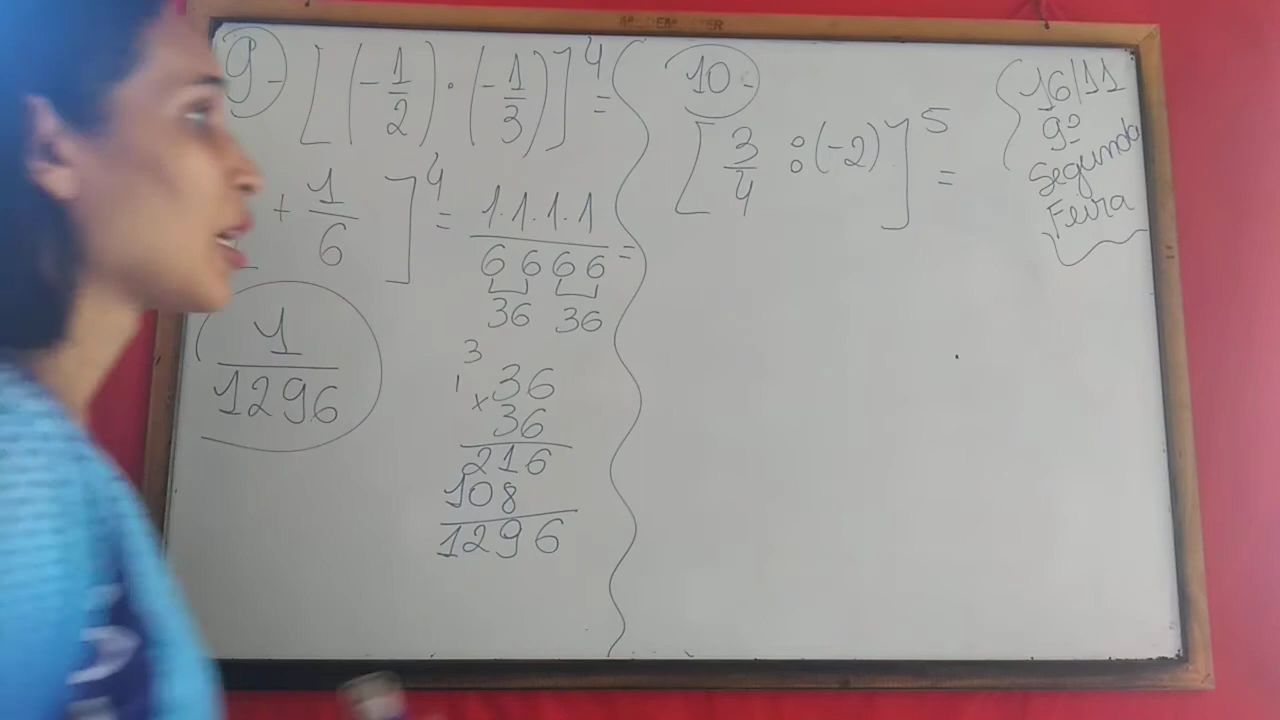 9-
[(-1/2) · (-1/3)]⁴ =
+ 1/6 ]⁴ = 1.1.1.1 / 6 6 6 6 =
36 36
1/1296
3
1
36
x 36
216
108
1296
10-
[3/4 : (-2)]⁵ =
16/11
9º
Segunda
Feira